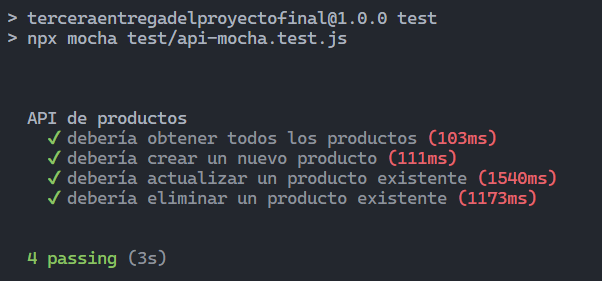 > terceraentregadelproyectofinal@1.0.0 test
> npx mocha test/api-mocha.test.js
API de productos
✓ debería obtener todos los productos (103ms)
✓ debería crear un nuevo producto (111ms)
✓ debería actualizar un producto existente (1540ms)
✓ debería eliminar un producto existente (1173ms)
4 passing (3s)